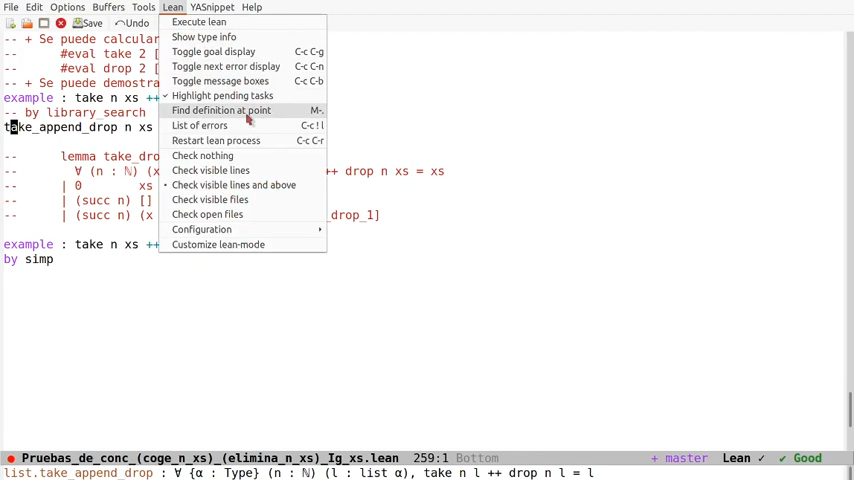 File Edit Options Buffers Tools Lean YASnippet Help
Save Undo
Execute lean
Show type info
Toggle goal display C-c C-g
Toggle next error display C-c C-n
Toggle message boxes C-c C-b
✓ Highlight pending tasks
Find definition at point M-.
List of errors C-c ! l
Restart lean process C-c C-r
Check nothing
Check visible lines
• Check visible lines and above
Check visible files
Check open files
Configuration
Customize lean-mode
-- + Se puede calcular
-- #eval take 2 [
-- #eval drop 2 [
-- + Se puede demostra
example : take n xs ++
-- by library_search
take_append_drop n xs
-- lemma take_dro ++ drop n xs = xs
-- ∀ (n : ℕ) (x
-- | 0 xs
-- | (succ n) []
-- | (succ n) (x _drop_1]
example : take n xs ++
by simp
Pruebas_de_conc_(coge_n_xs)_(elimina_n_xs)_Ig_xs.lean 259:1 Bottom + master Lean ✓ ✓ Good
list.take_append_drop : ∀ {α : Type} (n : ℕ) (l : list α), take n l ++ drop n l = l